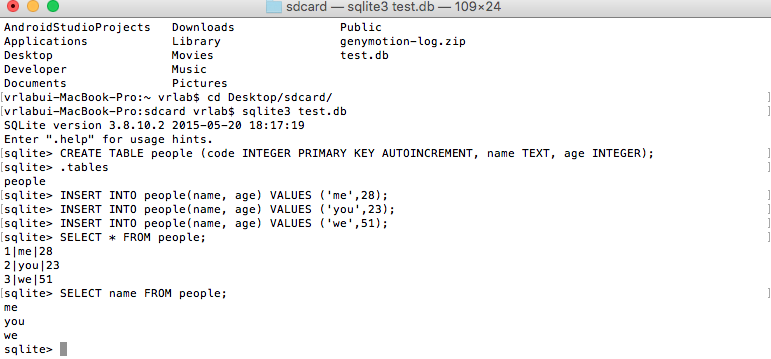 sdcard — sqlite3 test.db — 109×24
AndroidStudioProjects Downloads Public
Applications Library genymotion-log.zip
Desktop Movies test.db
Developer Music
Documents Pictures
[vrlabui-MacBook-Pro:~ vrlab$ cd Desktop/sdcard/ ]
[vrlabui-MacBook-Pro:sdcard vrlab$ sqlite3 test.db ]
SQLite version 3.8.10.2 2015-05-20 18:17:19
Enter ".help" for usage hints.
[sqlite> CREATE TABLE people (code INTEGER PRIMARY KEY AUTOINCREMENT, name TEXT, age INTEGER); ]
[sqlite> .tables ]
people
[sqlite> INSERT INTO people(name, age) VALUES ('me',28); ]
[sqlite> INSERT INTO people(name, age) VALUES ('you',23); ]
[sqlite> INSERT INTO people(name, age) VALUES ('we',51); ]
[sqlite> SELECT * FROM people; ]
1|me|28
2|you|23
3|we|51
[sqlite> SELECT name FROM people; ]
me
you
we
sqlite>